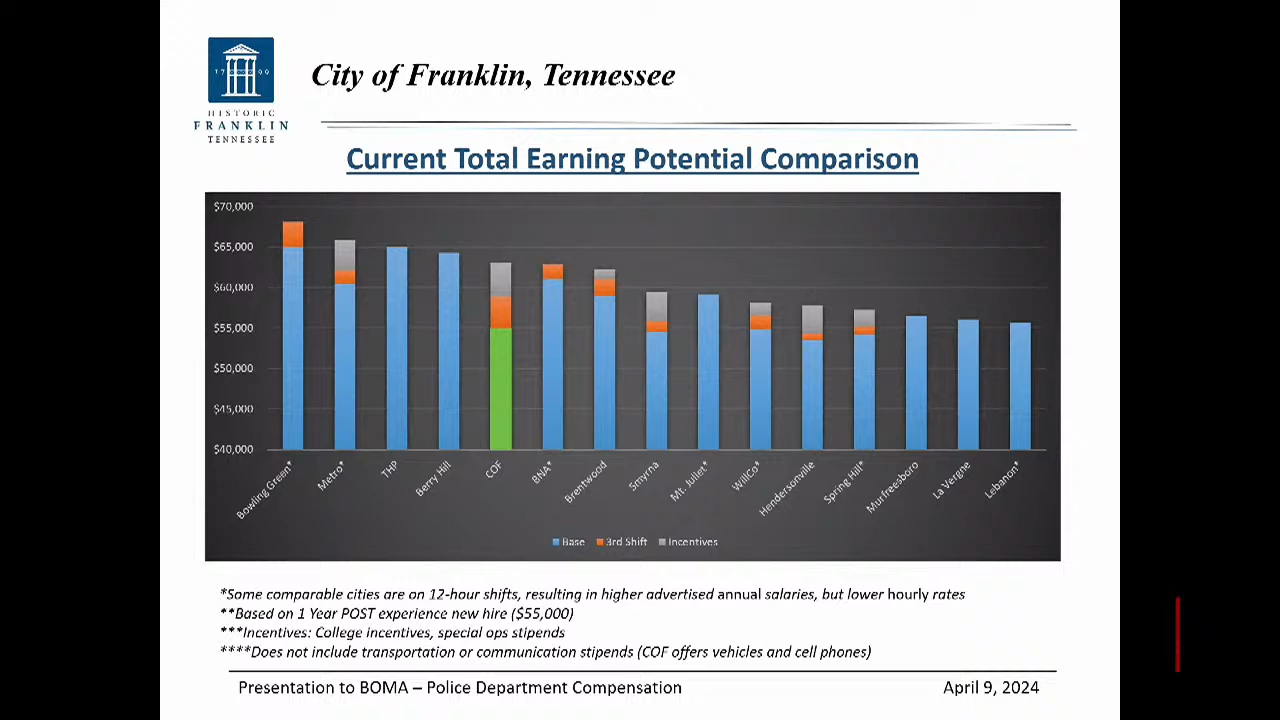 City of Franklin, Tennessee
17 99
HISTORIC
FRANKLIN
TENNESSEE
Current Total Earning Potential Comparison
$70,000
$65,000
$60,000
$55,000
$50,000
$45,000
$40,000
Bowling Green*
Metro*
THP
Berry Hill
COF
BNA*
Brentwood
Smyrna
Mt. Juliet*
WillCo*
Hendersonville
Spring Hill*
Murfreesboro
La Vergne
Lebanon*
Base 3rd Shift Incentives
*Some comparable cities are on 12-hour shifts, resulting in higher advertised annual salaries, but lower hourly rates
**Based on 1 Year POST experience new hire ($55,000)
***Incentives: College incentives, special ops stipends
****Does not include transportation or communication stipends (COF offers vehicles and cell phones)
Presentation to BOMA – Police Department Compensation April 9, 2024